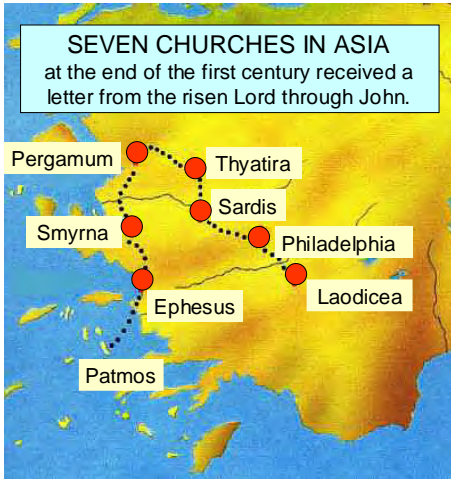 SEVEN CHURCHES IN ASIA
at the end of the first century received a
letter from the risen Lord through John.
Pergamum
Thyatira
Sardis
Smyrna
Philadelphia
Laodicea
Ephesus
Patmos